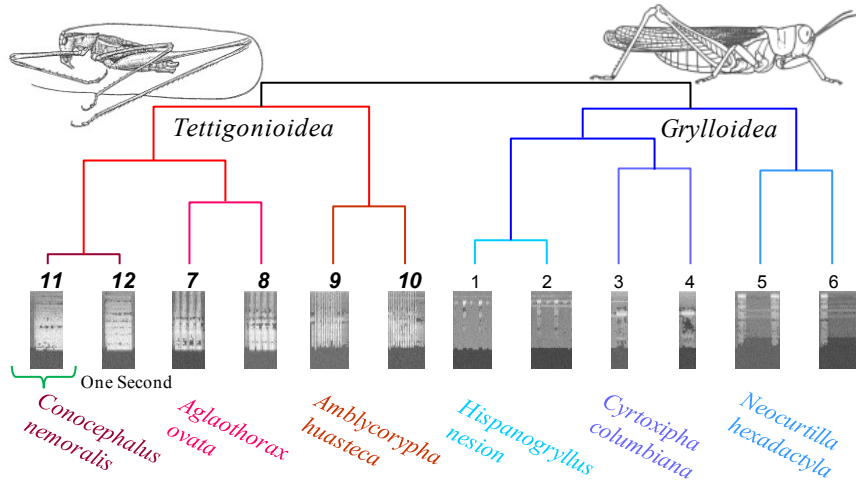 Tettigonioidea
Grylloidea
11 12 7 8 9 10 1 2 3 4 5 6
One Second
Conocephalus
nemoralis
Aglaothorax
ovata
Amblycorypha
huasteca
Hispanogryllus
nesion
Cyrtoxipha
columbiana
Neocurtilla
hexadactyla